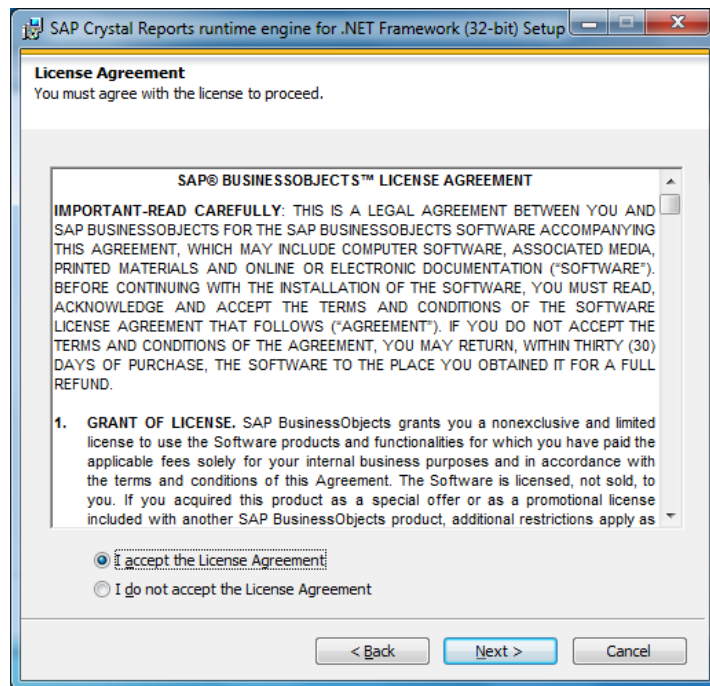 SAP Crystal Reports runtime engine for .NET Framework (32-bit) Setup
License Agreement
You must agree with the license to proceed.
SAP® BUSINESSOBJECTS™ LICENSE AGREEMENT
IMPORTANT-READ CAREFULLY: THIS IS A LEGAL AGREEMENT BETWEEN YOU AND
SAP BUSINESSOBJECTS FOR THE SAP BUSINESSOBJECTS SOFTWARE ACCOMPANYING
THIS AGREEMENT, WHICH MAY INCLUDE COMPUTER SOFTWARE, ASSOCIATED MEDIA,
PRINTED MATERIALS AND ONLINE OR ELECTRONIC DOCUMENTATION (“SOFTWARE”).
BEFORE CONTINUING WITH THE INSTALLATION OF THE SOFTWARE, YOU MUST READ,
ACKNOWLEDGE AND ACCEPT THE TERMS AND CONDITIONS OF THE SOFTWARE
LICENSE AGREEMENT THAT FOLLOWS (“AGREEMENT”). IF YOU DO NOT ACCEPT THE
TERMS AND CONDITIONS OF THE AGREEMENT, YOU MAY RETURN, WITHIN THIRTY (30)
DAYS OF PURCHASE, THE SOFTWARE TO THE PLACE YOU OBTAINED IT FOR A FULL
REFUND.
1. GRANT OF LICENSE. SAP BusinessObjects grants you a nonexclusive and limited
license to use the Software products and functionalities for which you have paid the
applicable fees solely for your internal business purposes and in accordance with
the terms and conditions of this Agreement. The Software is licensed, not sold, to
you. If you acquired this product as a special offer or as a promotional license
included with another SAP BusinessObjects product, additional restrictions apply as
I accept the License Agreement
I do not accept the License Agreement
< Back Next > Cancel